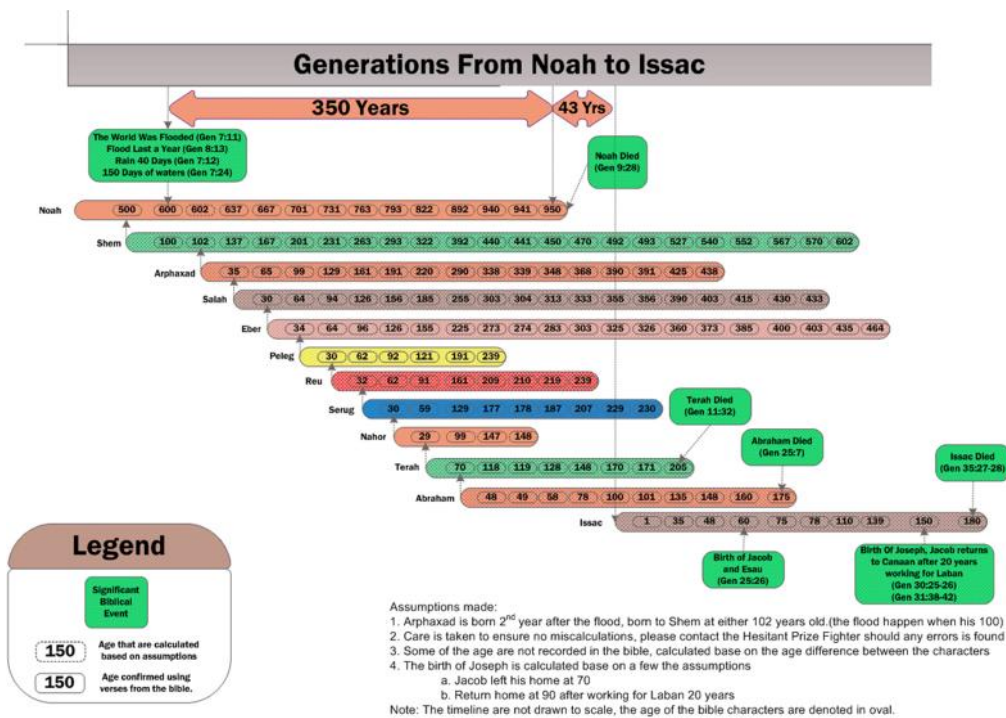 Generations From Noah to Issac
350 Years
43 Yrs
The World Was Flooded (Gen 7:11)
Flood Last a Year (Gen 8:13)
Rain 40 Days (Gen 7:12)
150 Days of waters (Gen 7:24)
Noah Died
(Gen 9:28)
Noah 500 600 602 637 667 701 731 763 793 822 892 940 941 950
Shem 100 102 137 167 201 231 263 293 322 392 440 441 450 470 492 493 527 540 552 567 570 602
Arphaxad 35 65 99 129 161 191 220 290 338 339 348 368 390 391 425 438
Salah 30 64 94 126 156 185 255 303 304 313 333 355 356 390 403 415 430 433
Eber 34 64 96 126 155 225 273 274 283 303 325 326 360 373 385 400 403 435 464
Peleg 30 62 92 121 191 239
Reu 32 62 91 161 209 210 219 239
Serug 30 59 129 177 178 187 207 229 230
Nahor 29 99 147 148
Terah 70 118 119 128 148 170 171 205
Abraham 48 49 58 78 100 101 135 148 160 175
Issac 1 35 48 60 75 78 110 139 150 180
Terah Died
(Gen 11:32)
Abraham Died
(Gen 25:7)
Issac Died
(Gen 35:27-28)
Birth of Jacob
and Esau
(Gen 25:26)
Birth Of Joseph, Jacob returns
to Canaan after 20 years
working for Laban
(Gen 30:25-26)
(Gen 31:38-42)
Legend
Significant
Biblical
Event
150 Age that are calculated
based on assumptions
150 Age confirmed using
verses from the bible.
Assumptions made:
1. Arphaxad is born 2nd year after the flood, born to Shem at either 102 years old.(the flood happen when his 100)
2. Care is taken to ensure no miscalculations, please contact the Hesitant Prize Fighter should any errors is found
3. Some of the age are not recorded in the bible, calculated base on the age difference between the characters
4. The birth of Joseph is calculated base on a few the assumptions
a. Jacob left his home at 70
b. Return home at 90 after working for Laban 20 years
Note: The timeline are not drawn to scale, the age of the bible characters are denoted in oval.